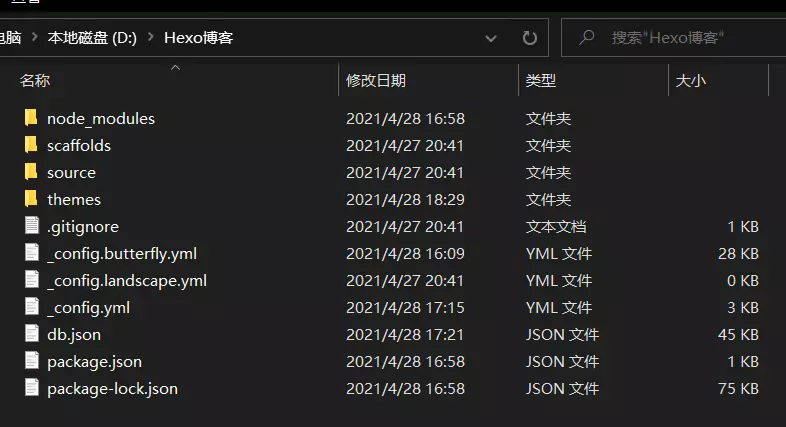 电脑 > 本地磁盘 (D:) > Hexo博客 搜索"Hexo博客"
名称 修改日期 类型 大小
node_modules 2021/4/28 16:58 文件夹
scaffolds 2021/4/27 20:41 文件夹
source 2021/4/27 20:41 文件夹
themes 2021/4/28 18:29 文件夹
.gitignore 2021/4/27 20:41 文本文档 1 KB
_config.butterfly.yml 2021/4/28 16:09 YML 文件 28 KB
_config.landscape.yml 2021/4/27 20:41 YML 文件 0 KB
_config.yml 2021/4/28 17:15 YML 文件 3 KB
db.json 2021/4/28 17:21 JSON 文件 45 KB
package.json 2021/4/28 16:58 JSON 文件 1 KB
package-lock.json 2021/4/28 16:58 JSON 文件 75 KB